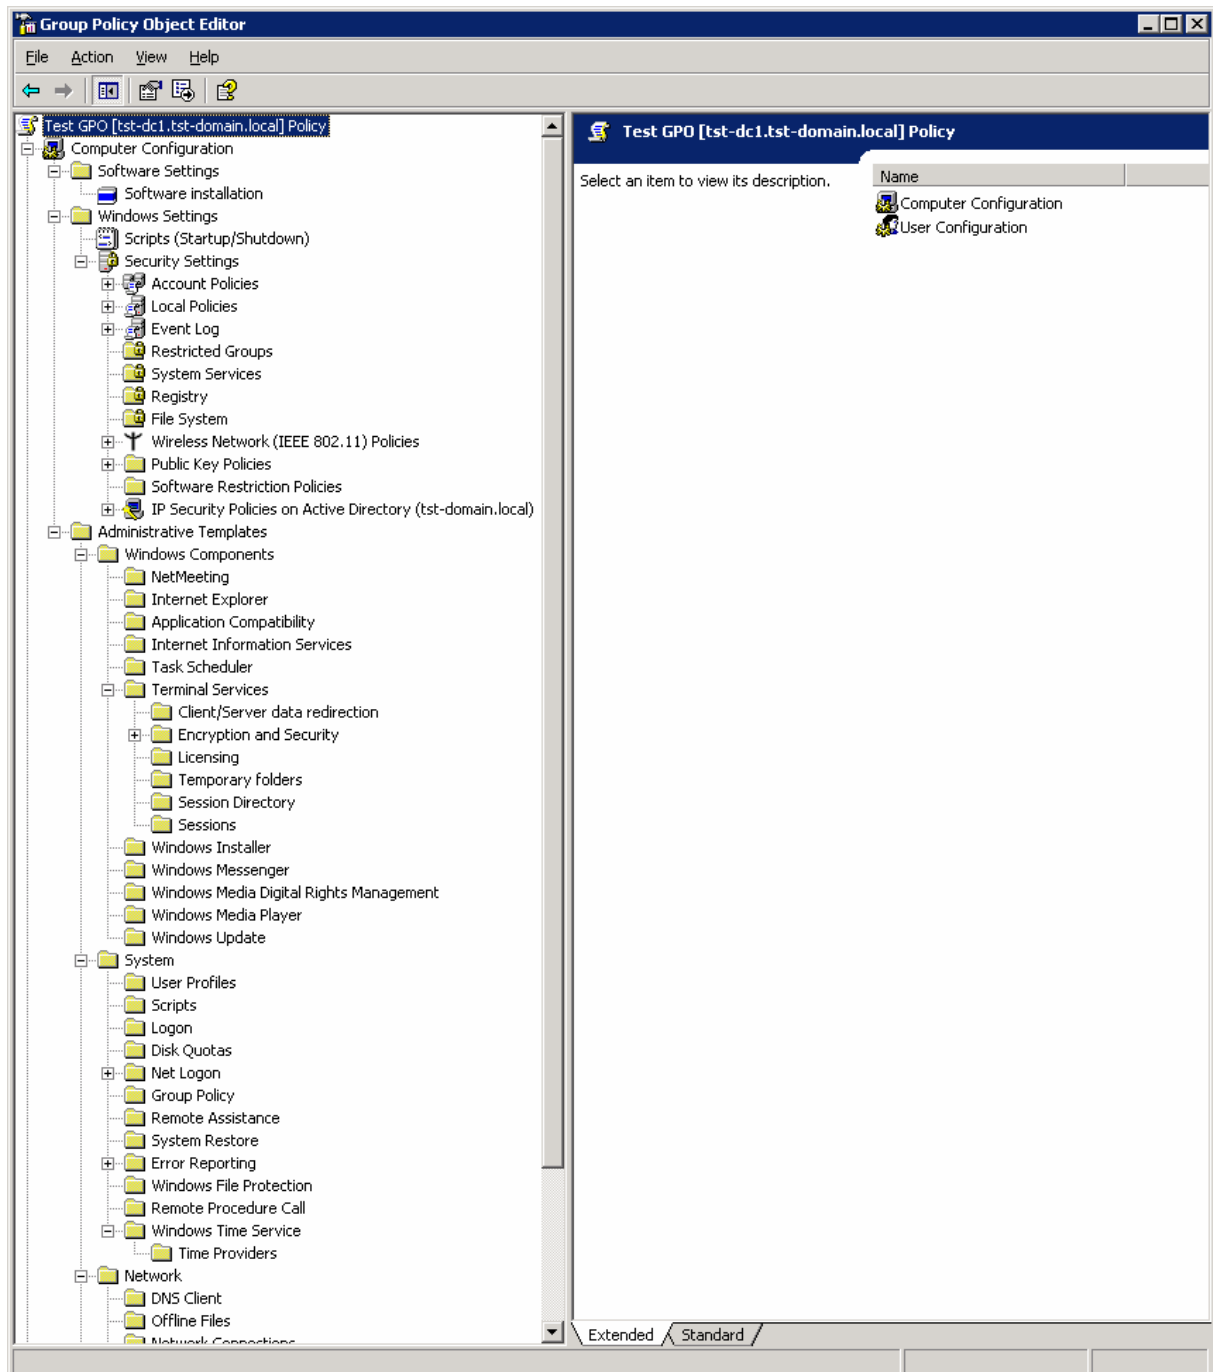 Group Policy Object Editor
File Action View Help
Test GPO [tst-dc1.tst-domain.local] Policy
Computer Configuration
Software Settings
Software installation
Windows Settings
Scripts (Startup/Shutdown)
Security Settings
Account Policies
Local Policies
Event Log
Restricted Groups
System Services
Registry
File System
Wireless Network (IEEE 802.11) Policies
Public Key Policies
Software Restriction Policies
IP Security Policies on Active Directory (tst-domain.local)
Administrative Templates
Windows Components
NetMeeting
Internet Explorer
Application Compatibility
Internet Information Services
Task Scheduler
Terminal Services
Client/Server data redirection
Encryption and Security
Licensing
Temporary folders
Session Directory
Sessions
Windows Installer
Windows Messenger
Windows Media Digital Rights Management
Windows Media Player
Windows Update
System
User Profiles
Scripts
Logon
Disk Quotas
Net Logon
Group Policy
Remote Assistance
System Restore
Error Reporting
Windows File Protection
Remote Procedure Call
Windows Time Service
Time Providers
Network
DNS Client
Offline Files
Network Connections
Test GPO [tst-dc1.tst-domain.local] Policy
Select an item to view its description.
Name
Computer Configuration
User Configuration
Extended Standard